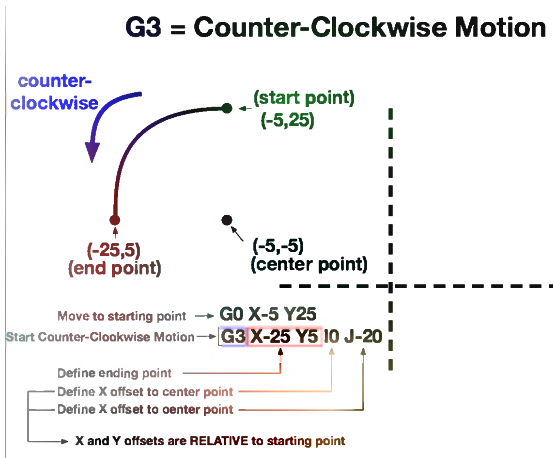 G3 = Counter-Clockwise Motion
counter-
clockwise
(start point)
(-5,25)
(-25,5)
(end point)
(-5,-5)
(center point)
Move to starting point
G0 X-5 Y25
Start Counter-Clookwise Motion
G3 X-25 Y5 I0 J-20
Define ending point
Define X offset to center point
Define X offset to oenter point
X and Y offsets are RELATIVE to starting point